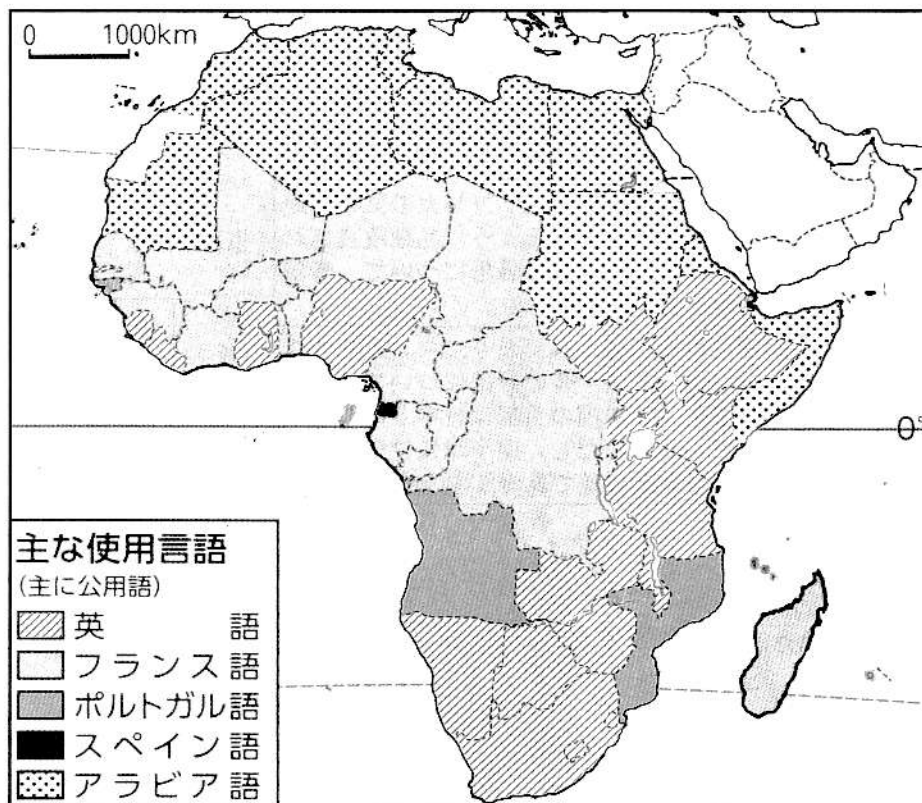 0 1000km
0°
主な使用言語
(主に公用語)
英語
フランス語
ポルトガル語
スペイン語
アラビア語